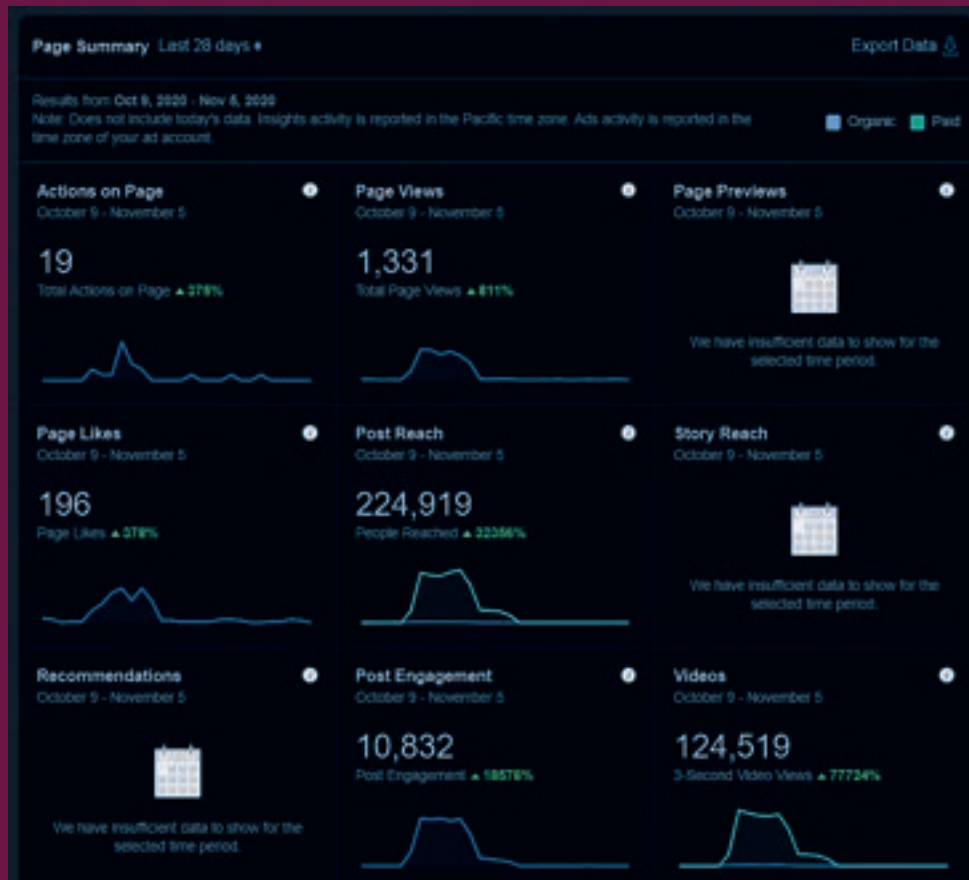 Page Summary Last 28 days
Export Data
Results from Oct 9, 2020 - Nov 5, 2020
Note: Does not include today's data. Insights activity is reported in the Pacific time zone. Ads activity is reported in the
time zone of your ad account.
Organic Paid
Actions on Page
October 9 - November 5
19
Total Actions on Page ▲
Page Views
October 9 - November 5
1,331
Total Page Views ▲
Page Previews
October 9 - November 5
We have insufficient data to show for the
selected time period.
Page Likes
October 9 - November 5
196
Page Likes ▲
Post Reach
October 9 - November 5
224,919
People Reached ▲
Story Reach
October 9 - November 5
We have insufficient data to show for the
selected time period.
Recommendations
October 9 - November 5
We have insufficient data to show for the
selected time period.
Post Engagement
October 9 - November 5
10,832
Post Engagement ▲
Videos
October 9 - November 5
124,519
3-Second Video Views ▲ 77724%